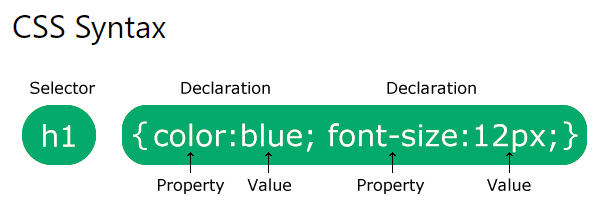 CSS Syntax
Selector Declaration Declaration
h1 {color:blue; font-size:12px;}
Property Value Property Value